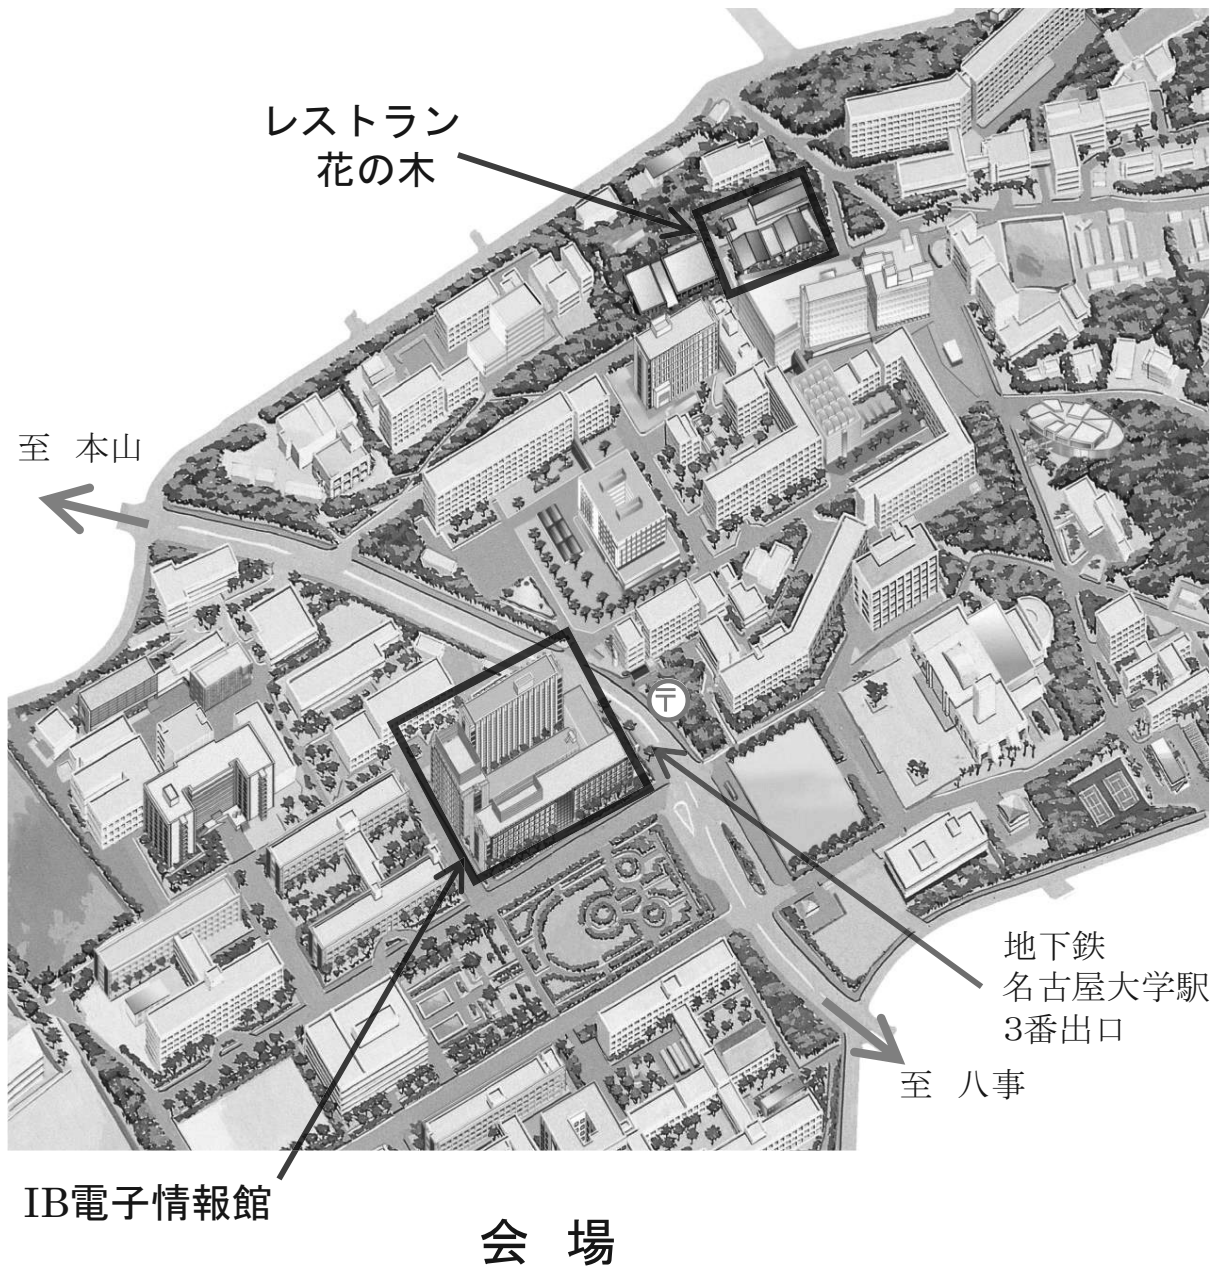 レストラン
花の木
至 本山
〒
地下鉄
名古屋大学駅
3番出口
至 八事
IB電子情報館
会 場